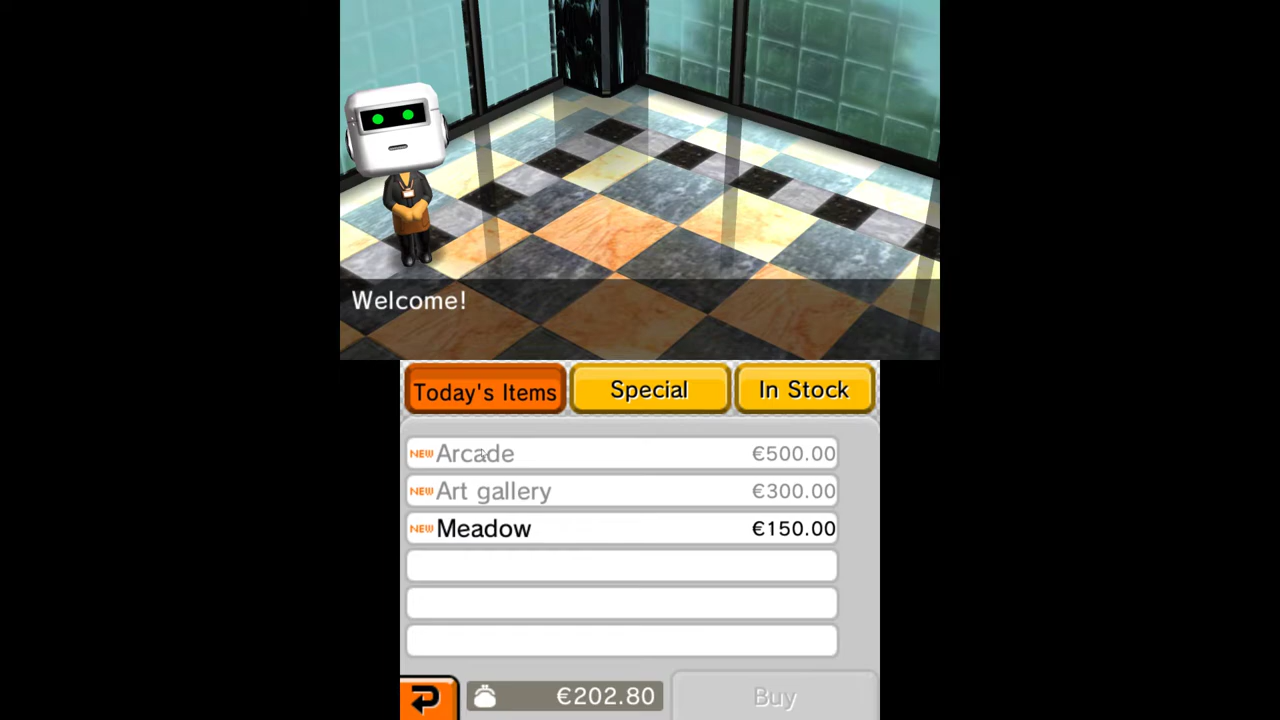 Welcome!
Today's Items Special In Stock
NEW Arcade €500.00
NEW Art gallery €300.00
NEW Meadow €150.00
€202.80 Buy